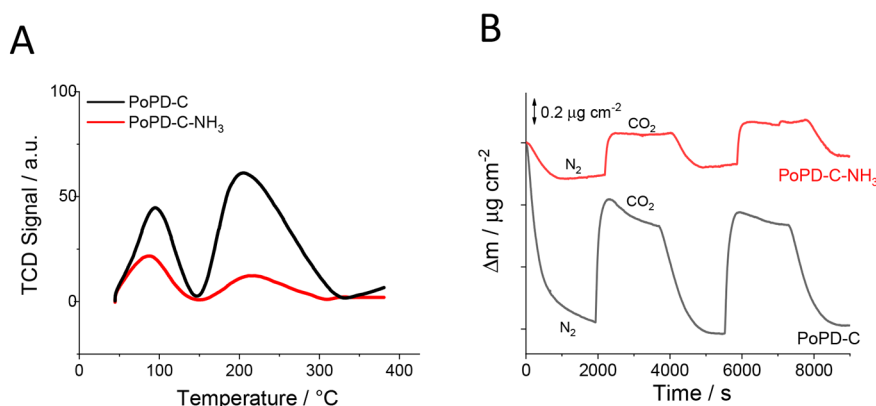 A
100
50
0
TCD Signal / a.u.
PoPD-C
PoPD-C-NH₃
0
100
200
300
400
Temperature / °C
B
0.2 µg cm⁻²
CO₂
N₂
PoPD-C-NH₃
CO₂
N₂
PoPD-C
Δm / µg cm⁻²
0
2000
4000
6000
8000
Time / s